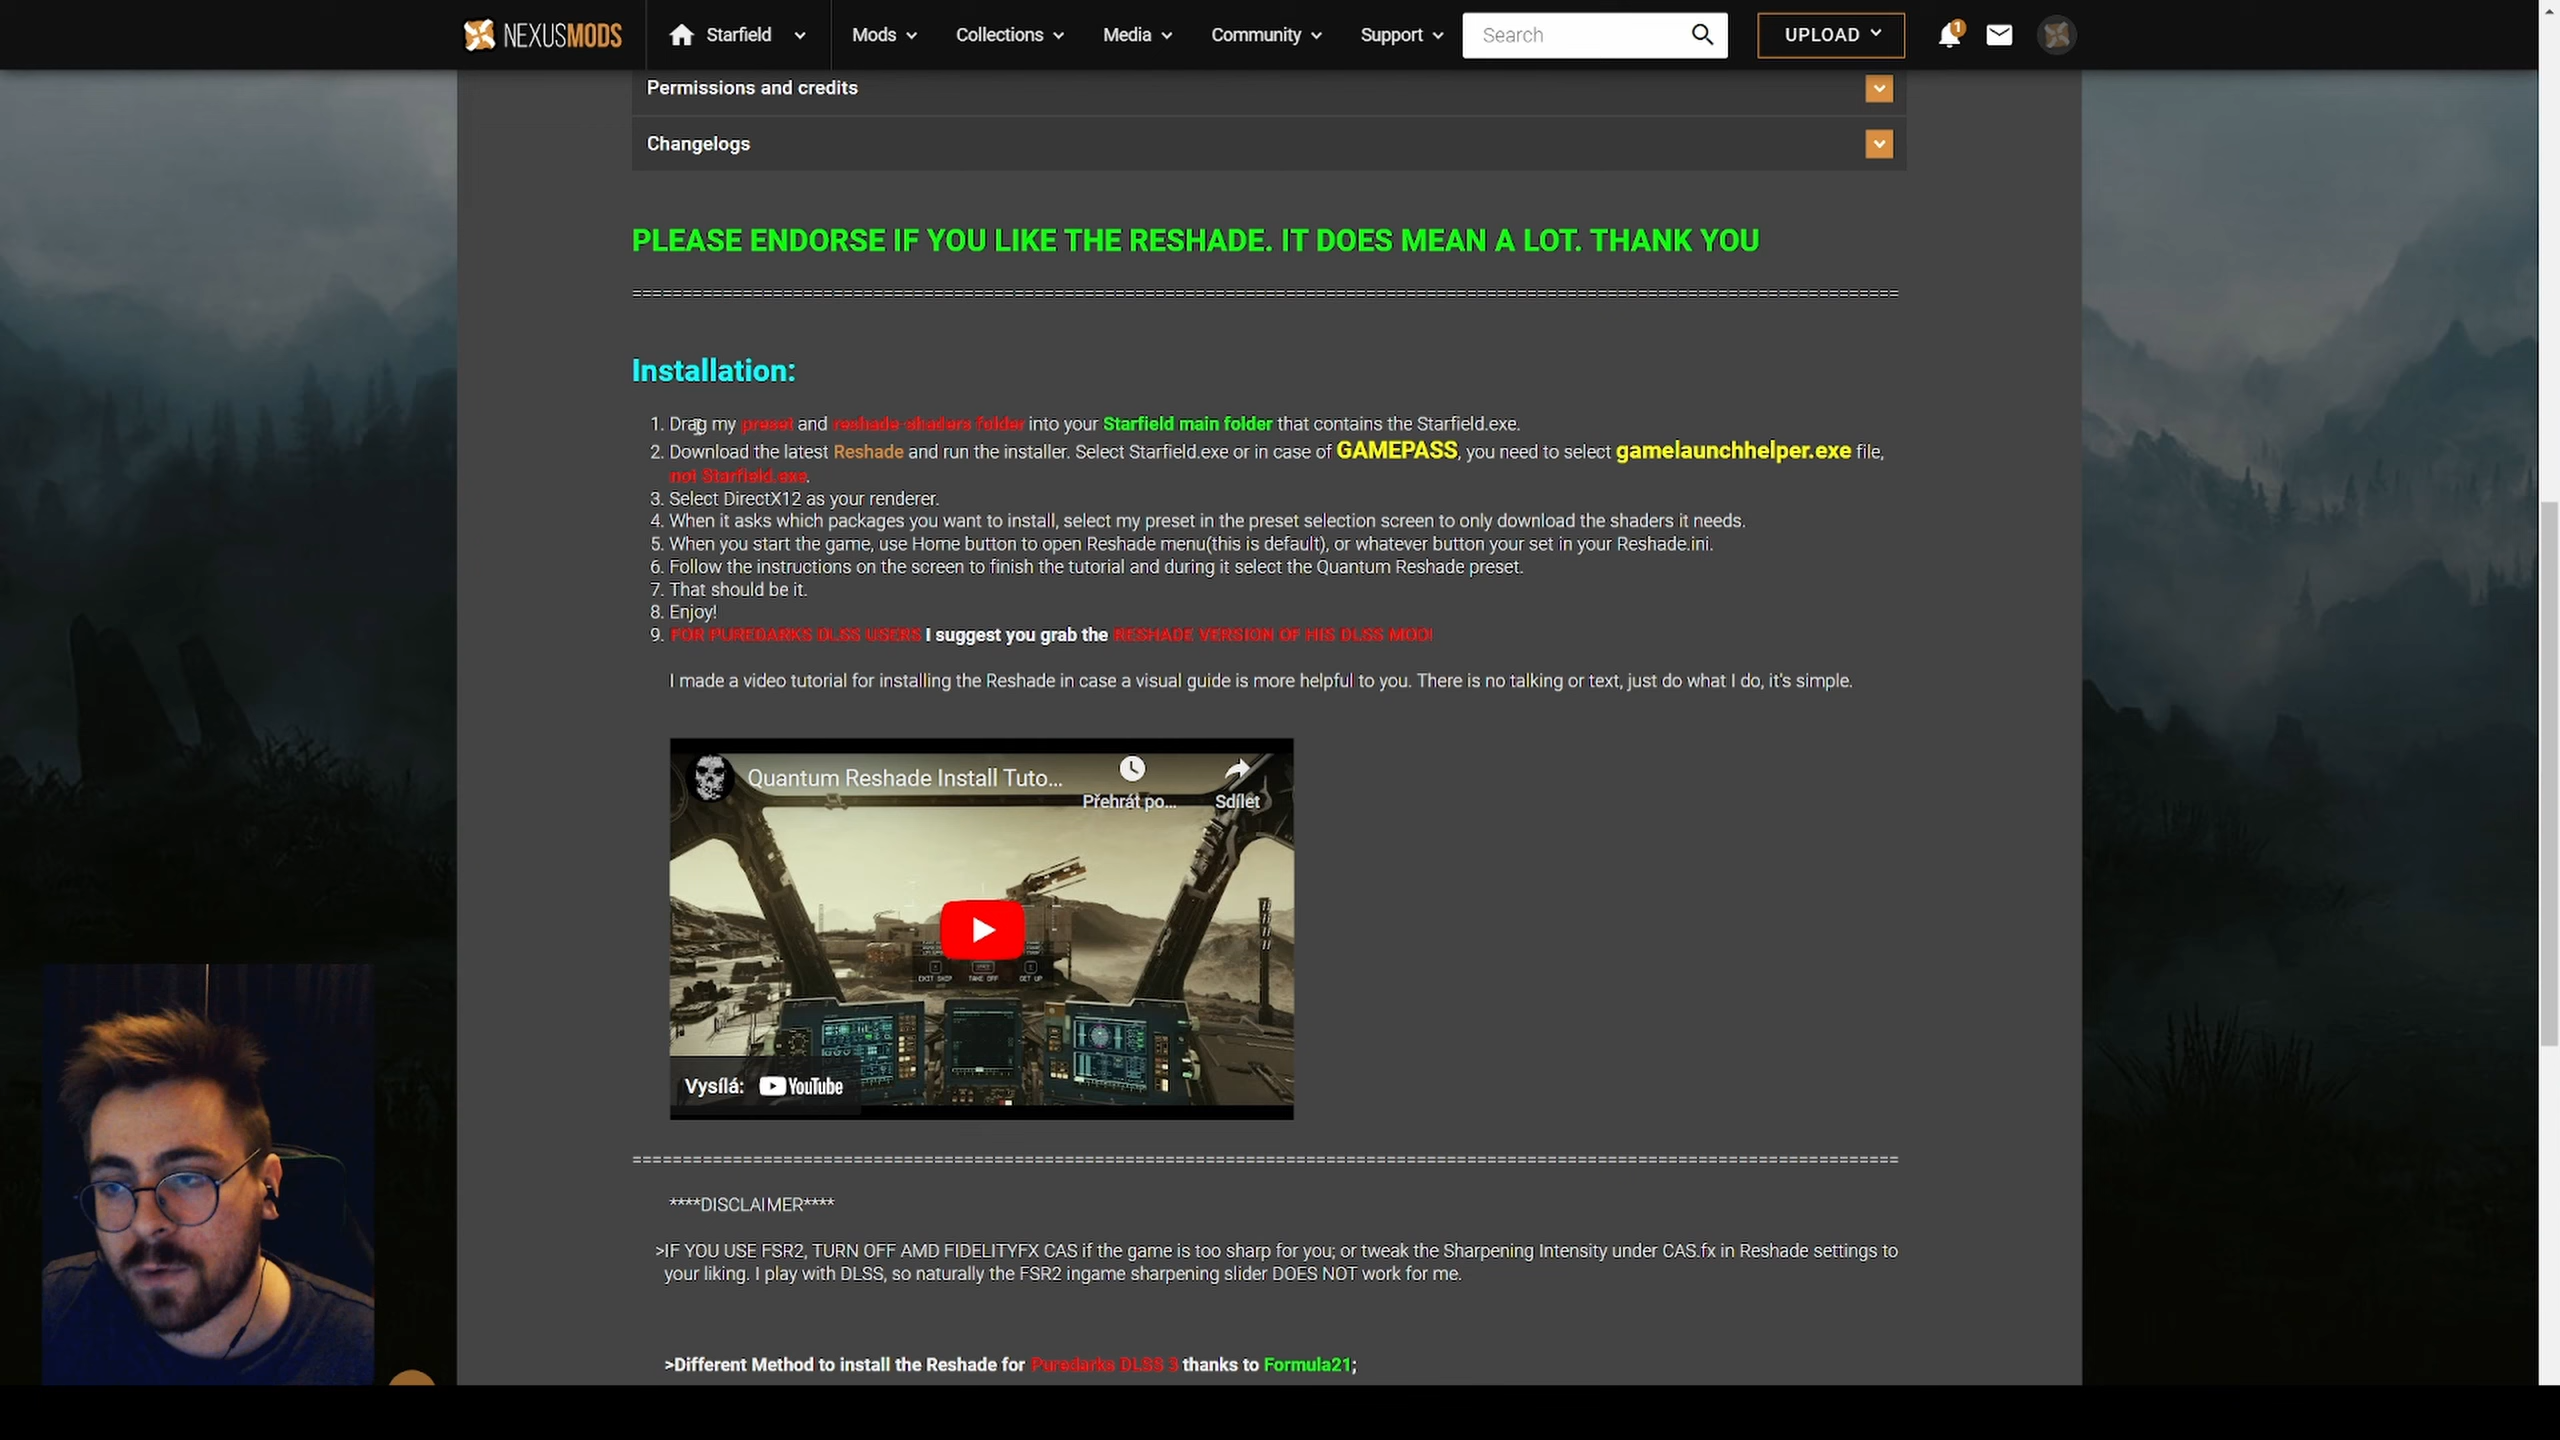 NEXUSMODS Starfield Mods Collections Media Community Support Search UPLOAD 1
Permissions and credits
Changelogs
PLEASE ENDORSE IF YOU LIKE THE RESHADE. IT DOES MEAN A LOT. THANK YOU
Installation:
1. Drag my preset and reshade-shaders folder into your Starfield main folder that contains the Starfield.exe.
2. Download the latest Reshade and run the installer. Select Starfield.exe or in case of GAMEPASS, you need to select gamelaunchhelper.exe file,
not Starfield.exe.
3. Select DirectX12 as your renderer.
4. When it asks which packages you want to install, select my preset in the preset selection screen to only download the shaders it needs.
5. When you start the game, use Home button to open Reshade menu(this is default), or whatever button your set in your Reshade.ini.
6. Follow the instructions on the screen to finish the tutorial and during it select the Quantum Reshade preset.
7. That should be it.
8. Enjoy!
9. FOR PUREDARKS DLSS USERS I suggest you grab the RESHADE VERSION OF HIS DLSS MOD!
I made a video tutorial for installing the Reshade in case a visual guide is more helpful to you. There is no talking or text, just do what I do, it's simple.
Quantum Reshade Install Tuto...
Přehrát po... Sdílet
EXIT SHIP TAKE OFF GET UP
Vysílá: YouTube
****DISCLAIMER****
>IF YOU USE FSR2, TURN OFF AMD FIDELITYFX CAS if the game is too sharp for you; or tweak the Sharpening Intensity under CAS.fx in Reshade settings to
your liking. I play with DLSS, so naturally the FSR2 ingame sharpening slider DOES NOT work for me.
>Different Method to install the Reshade for Puredarks DLSS 3 thanks to Formula21;